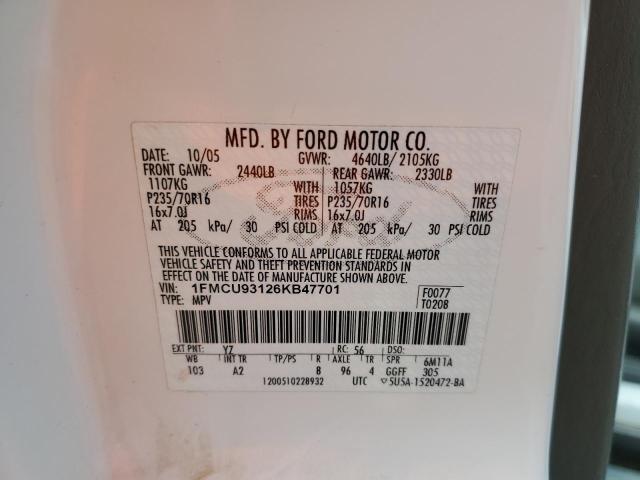 MFD. BY FORD MOTOR CO.
DATE: 10/05 GVWR: 4640LB/ 2105KG
FRONT GAWR: 2440LB REAR GAWR: 2330LB
1107KG WITH 1057KG WITH
P235/70R16 TIRES P235/70R16 TIRES
16x7.0J RIMS 16x7.0J RIMS
AT 205 kPa/ 30 PSI COLD AT 205 kPa/ 30 PSI COLD
THIS VEHICLE CONFORMS TO ALL APPLICABLE FEDERAL MOTOR
VEHICLE SAFETY AND THEFT PREVENTION STANDARDS IN
EFFECT ON THE DATE OF MANUFACTURE SHOWN ABOVE.
VIN: 1FMCU93126KB47701 F0077
TYPE: MPV T0208
EXT PNT: Y7 RC: 56 DSO:
WB INT TR TP/PS R AXLE TR SPR 6M11A
103 A2 B 96 4 GGFF 305
1200510228932 UTC 5U5A-1520472-BA
Ford